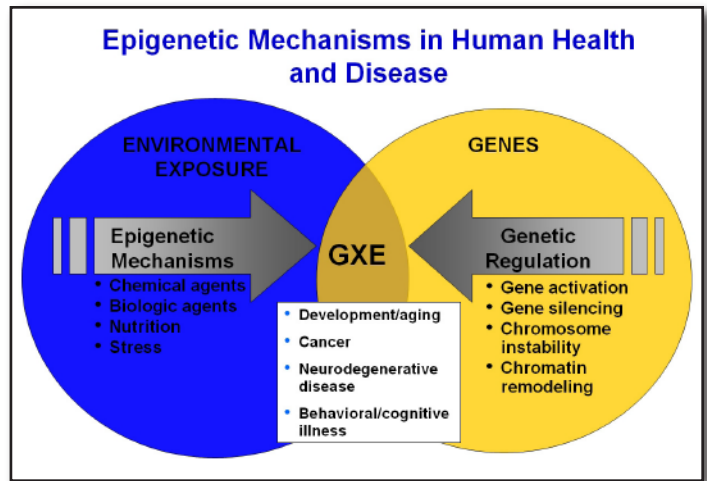 Epigenetic Mechanisms in Human Health
and Disease
ENVIRONMENTAL
EXPOSURE
Epigenetic
Mechanisms
• Chemical agents
• Biologic agents
• Nutrition
• Stress
GXE
• Development/aging
• Cancer
• Neurodegenerative
disease
• Behavioral/cognitive
illness
GENES
Genetic
Regulation
• Gene activation
• Gene silencing
• Chromosome
instability
• Chromatin
remodeling